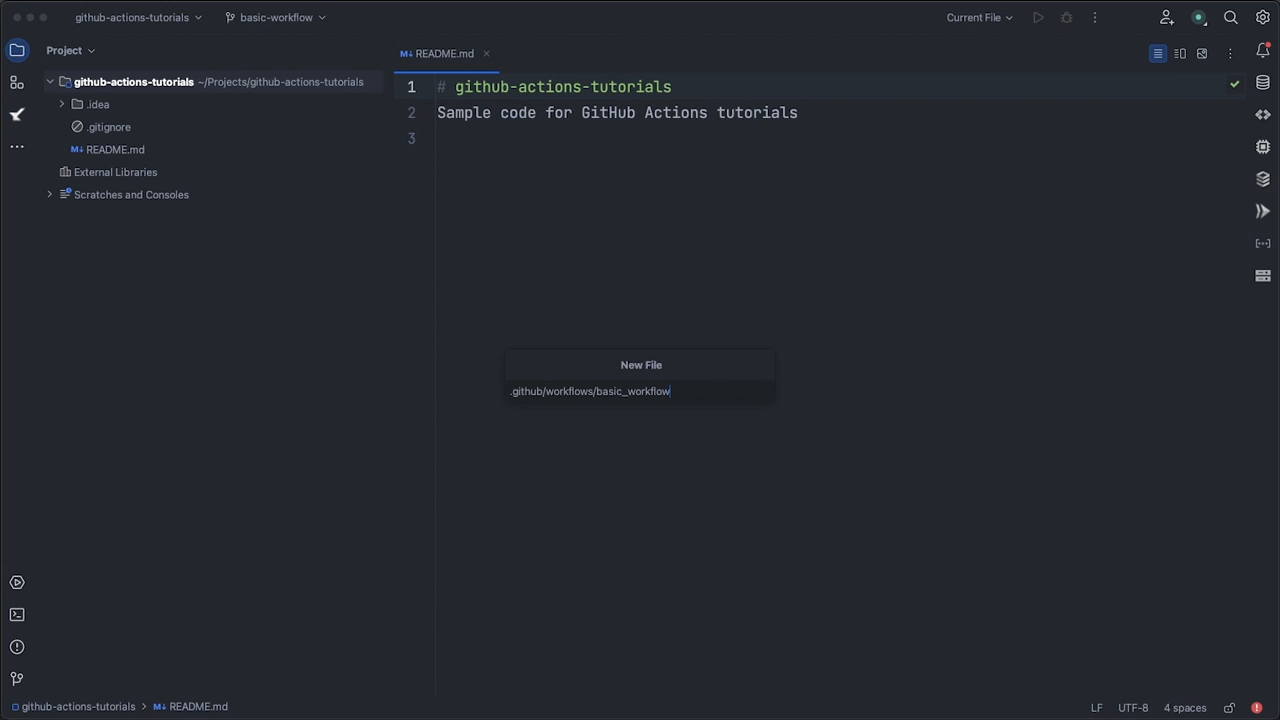 github-actions-tutorials
basic-workflow
Current File
Project
README.md
github-actions-tutorials ~/Projects/github-actions-tutorials
.idea
.gitignore
README.md
External Libraries
Scratches and Consoles
1 # github-actions-tutorials
2 Sample code for GitHub Actions tutorials
3
New File
.github/workflows/basic_workflow
github-actions-tutorials > README.md
LF UTF-8 4 spaces